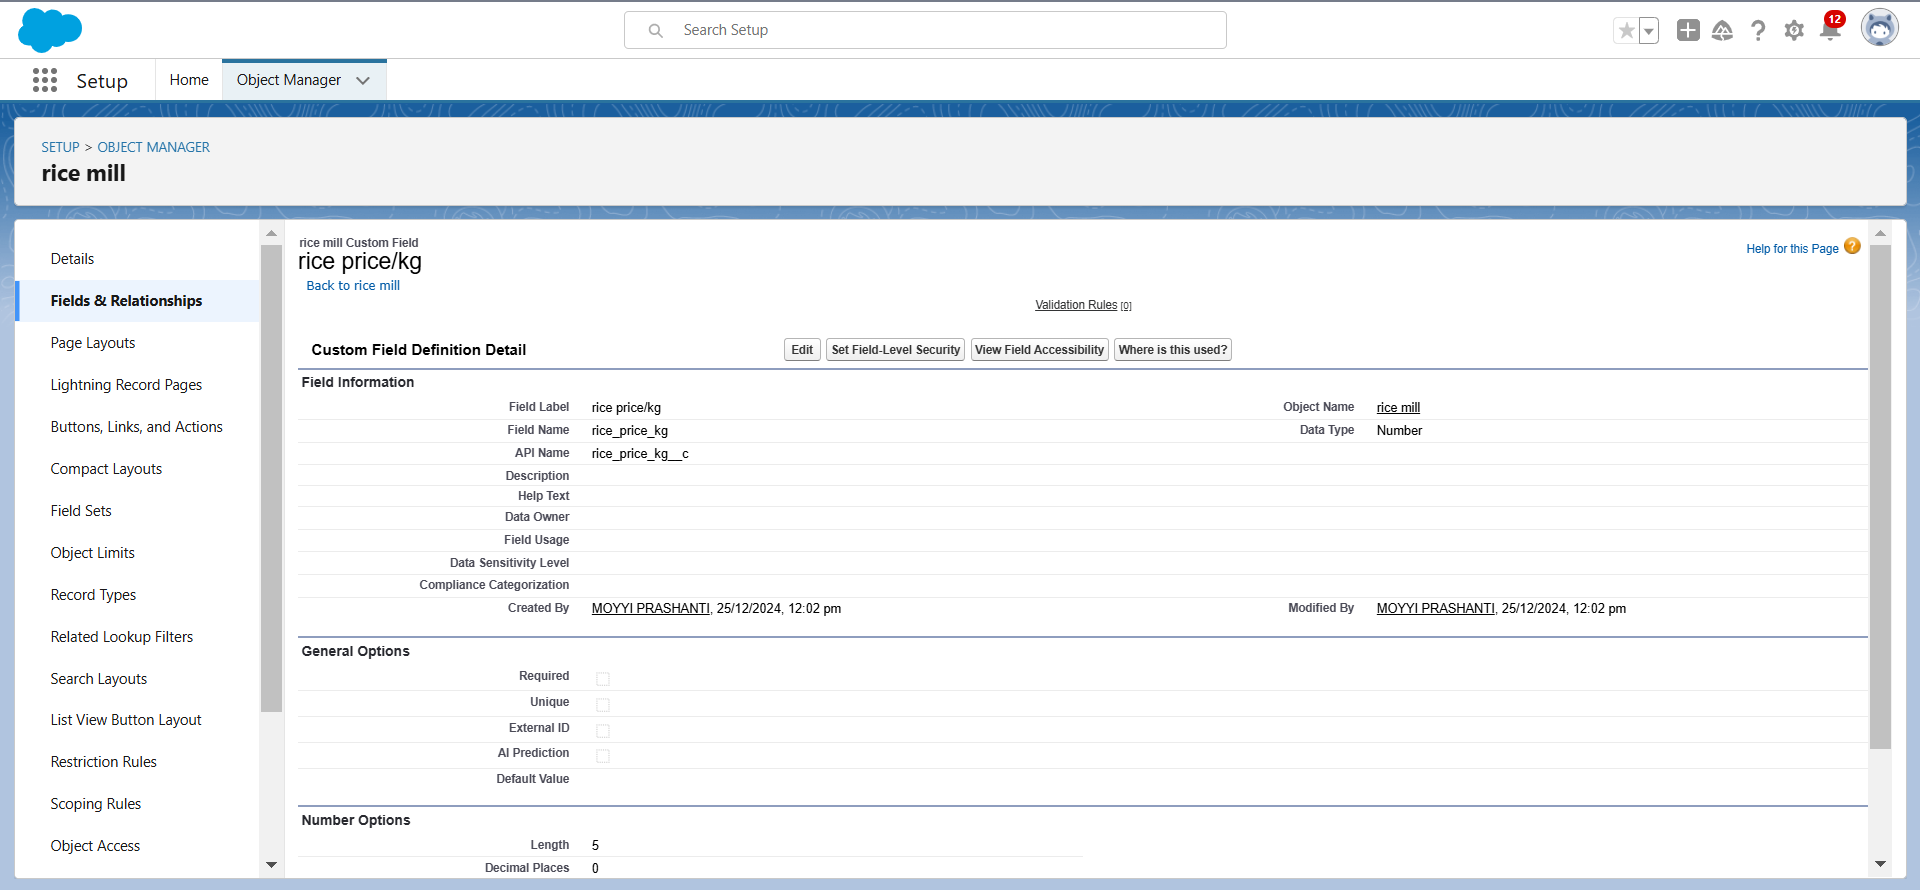 Search Setup
12
Setup
Home
Object Manager
SETUP > OBJECT MANAGER
rice mill
Details
Fields & Relationships
Page Layouts
Lightning Record Pages
Buttons, Links, and Actions
Compact Layouts
Field Sets
Object Limits
Record Types
Related Lookup Filters
Search Layouts
List View Button Layout
Restriction Rules
Scoping Rules
Object Access
rice mill Custom Field
rice price/kg
Back to rice mill
Help for this Page ?
Validation Rules [0]
Custom Field Definition Detail
Edit Set Field-Level Security View Field Accessibility Where is this used?
Field Information
Field Label rice price/kg Object Name rice mill
Field Name rice_price_kg Data Type Number
API Name rice_price_kg__c
Description
Help Text
Data Owner
Field Usage
Data Sensitivity Level
Compliance Categorization
Created By MOYYI PRASHANTI, 25/12/2024, 12:02 pm Modified By MOYYI PRASHANTI, 25/12/2024, 12:02 pm
General Options
Required
Unique
External ID
AI Prediction
Default Value
Number Options
Length 5
Decimal Places 0